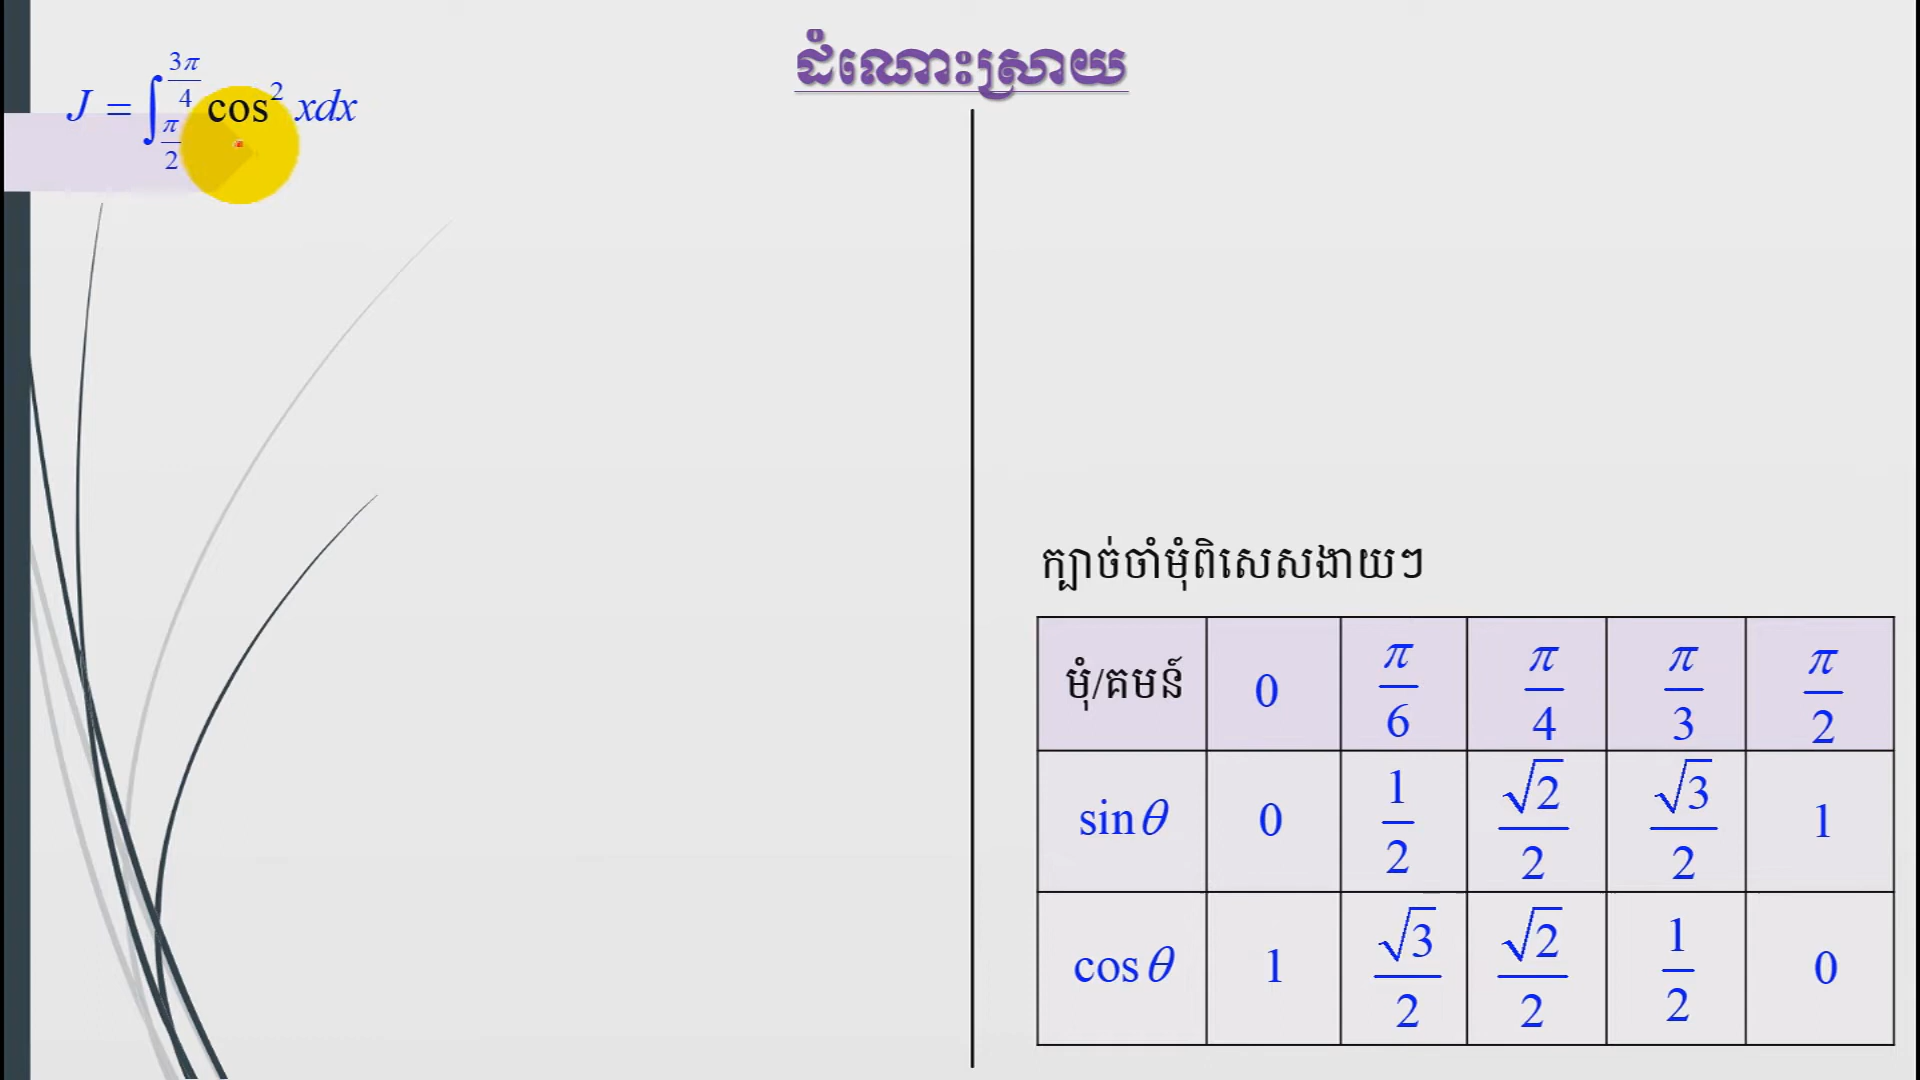 ដំណោះស្រាយ
J = ∫_{π/2}^{3π/4} cos² xdx
ក្បាច់ចាំមុំពិសេសងាយៗ
មុំ/គមន៍ 0 π/6 π/4 π/3 π/2
sinθ 0 1/2 √2/2 √3/2 1
cosθ 1 √3/2 √2/2 1/2 0